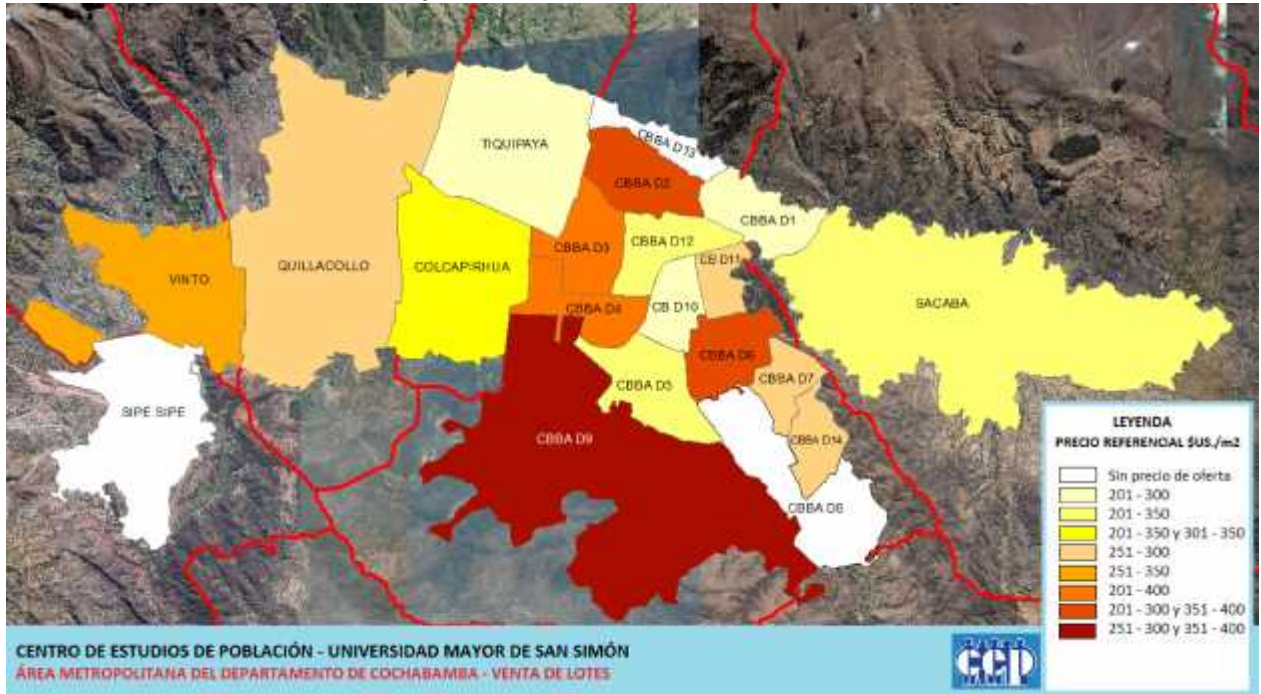 CBBA D13
TIQUIPAYA
CBBA D2
CBBA D1
CBBA D3
CBBA D12
CB D11
QUILLACOLLO
COLCAPIRHUA
VINTO
SACABA
CB D10
CBBA D4
CBBA D6
CBBA D7
CBBA D5
SIPE SIPE
CBBA D9
CBBA D14
CBBA D8
LEYENDA
PRECIO REFERENCIAL $US./m2
Sin precio de oferta
201 - 300
201 - 350
201 - 350 y 301 - 350
251 - 300
251 - 350
201 - 400
201 - 300 y 351 - 400
251 - 300 y 351 - 400
CENTRO DE ESTUDIOS DE POBLACIÓN - UNIVERSIDAD MAYOR DE SAN SIMÓN
ÁREA METROPOLITANA DEL DEPARTAMENTO DE COCHABAMBA - VENTA DE LOTES